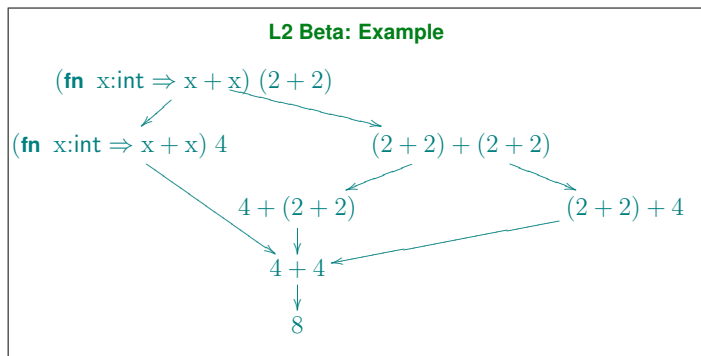 L2 Beta: Example
(fn x:int ⇒ x + x) (2 + 2)
(fn x:int ⇒ x + x) 4
(2 + 2) + (2 + 2)
4 + (2 + 2)
(2 + 2) + 4
4 + 4
8